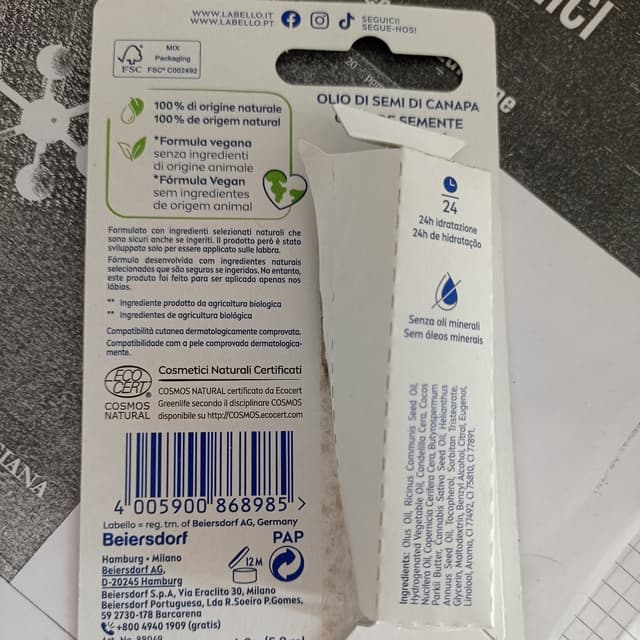 WWW.LABELLO.IT
WWW.LABELLO.PT
SEGUICI!
SEGUE-NOS!
FSC
MIX
Packaging
FSC® C002492
100% di origine naturale
100% de origem natural
*Formula vegana
senza ingredienti
di origine animale
*Fórmula Vegan
sem ingredientes
de origem animal
OLIO DI SEMI DI CANAPA
SEMENTE
Formulato con ingredienti selezionati naturali che
sono sicuri anche se ingeriti. Il prodotto però è stato
sviluppato solo per essere applicato sulle labbra.
Fórmula desenvolvida com ingredientes naturais
selecionados que são seguros se ingeridos. No entanto,
este produto foi feito para ser aplicado apenas nos
lábios.
** Ingrediente prodotto da agricoltura biologica
** Ingredientes de agricultura biológica
Compatibilità cutanea dermatologicamente comprovata.
Compatibilidade com a pele comprovada dermatologica-
mente.
ECO
CERT
COSMOS
NATURAL
Cosmetici Naturali Certificati
COSMOS NATURAL certificato da Ecocert
Greenlife secondo il disciplinare COSMOS
disponibile su http://COSMOS.ecocert.com
4 005900 868985 >
Labello = reg. trn. of Beiersdorf AG, Germany
Beiersdorf
PAP
Hamburg • Milano
Beiersdorf AG,
D-20245 Hamburg
12 M
Beiersdorf S.p.A, Via Eraclito 30, Milano
Beiersdorf Portuguesa, Lda R.Soeiro P.Gomes,
59 2730-178 Barcarena
+800 4940 1909 (gratis)
24
24h idratazione
24h de hidratação
Senza oli minerali
Sem óleos minerais
Ingredients: Olus Oil, Ricinus Communis Seed Oil,
Hydrogenated Vegetable Oil, Candelilla Cera, Cocos
Nucifera Oil, Copernicia Cerifera Cera, Butyrospermum
Parkii Butter, Cannabis Sativa Seed Oil, Helianthus
Annuus Seed Oil, Tocopherol, Sorbitan Tristearate,
Glycerin, Maltodextrin, Benzyl Alcohol, Citral, Eugenol,
Linalool, Aroma, CI 77492, CI 75810, CI 77891.
IANA